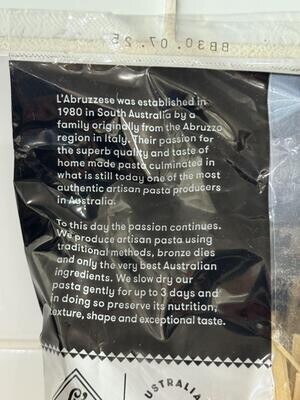 BB30.07.25
L'Abruzzese was established in
1980 in South Australia by a
family originally from the Abruzzo
region in Italy. Their passion for
the superb quality and taste of
home made pasta culminated in
what is still today one of the most
authentic artisan pasta producers
in Australia.
To this day the passion continues.
We produce artisan pasta using
traditional methods, bronze dies
and only the very best Australian
ingredients. We slow dry our
pasta gently for up to 3 days and
in doing so preserve its nutrition,
texture, shape and exceptional taste.
USTRALIA